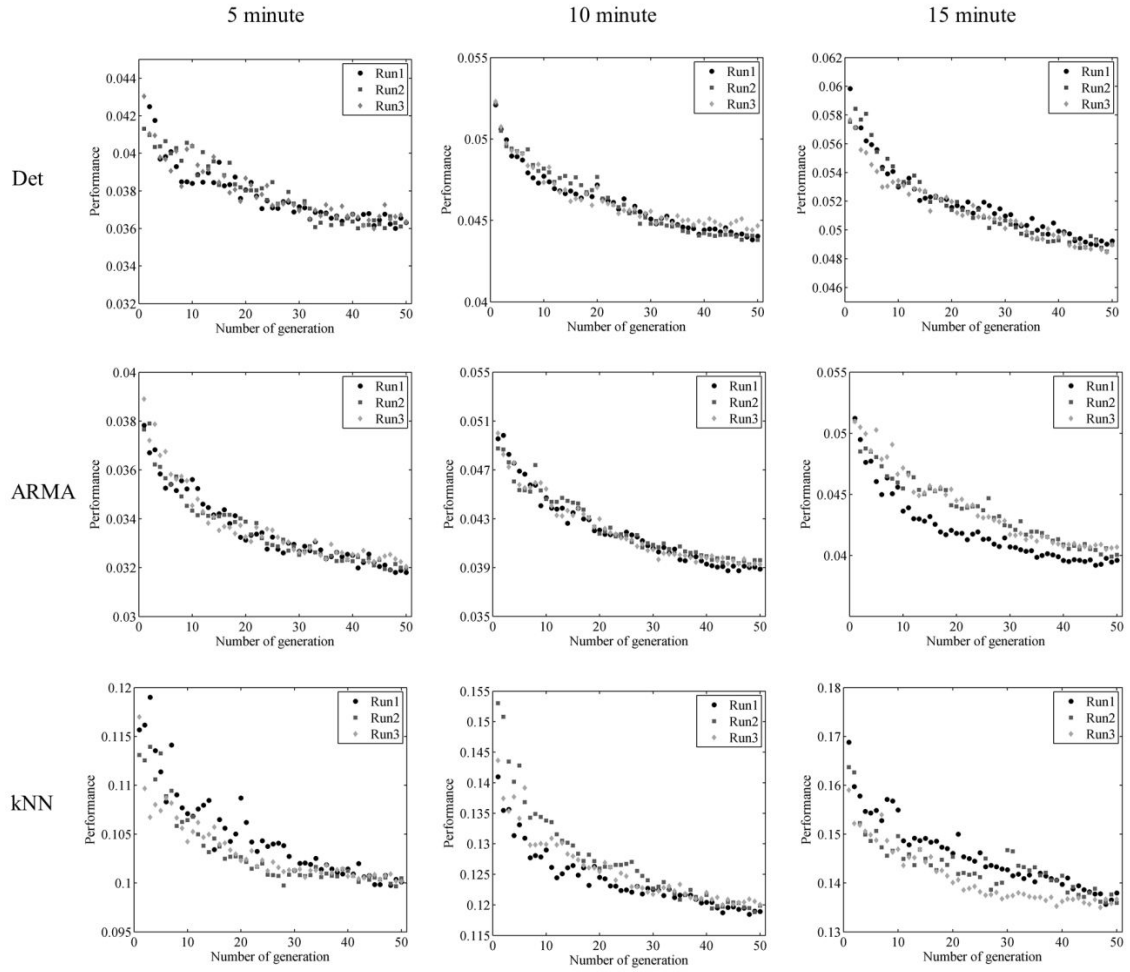 5 minute 10 minute 15 minute
Det
0.044
0.042
0.04
0.038
0.036
0.034
0.032
Performance
Run1
Run2
Run3
0 10 20 30 40 50
Number of generation
0.055
0.05
0.045
0.04
Performance
Run1
Run2
Run3
0 10 20 30 40 50
Number of generation
0.062
0.06
0.058
0.056
0.054
0.052
0.05
0.048
0.046
Performance
Run1
Run2
Run3
0 10 20 30 40 50
Number of generation
ARMA
0.04
0.038
0.036
0.034
0.032
0.03
Performance
Run1
Run2
Run3
0 10 20 30 40 50
Number of generation
0.055
0.051
0.047
0.043
0.039
0.035
Performance
Run1
Run2
Run3
0 10 20 30 40 50
Number of generation
0.055
0.05
0.045
0.04
Performance
Run1
Run2
Run3
0 10 20 30 40 50
Number of generation
kNN
0.12
0.115
0.11
0.105
0.1
0.095
Performance
Run1
Run2
Run3
0 10 20 30 40 50
Number of generation
0.155
0.15
0.145
0.14
0.135
0.13
0.125
0.12
0.115
Performance
Run1
Run2
Run3
0 10 20 30 40 50
Number of generation
0.18
0.17
0.16
0.15
0.14
0.13
Performance
Run1
Run2
Run3
0 10 20 30 40 50
Number of generation